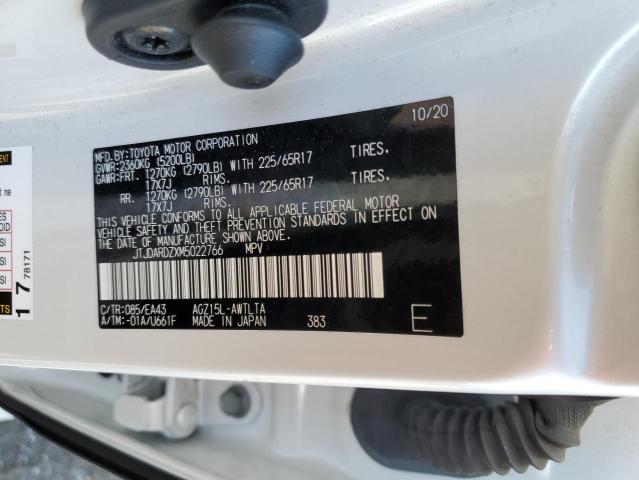 MFD. BY: TOYOTA MOTOR CORPORATION 10/20
GVWR: 2360KG (5200LB)
GAWR: FRT. 1270KG (2790LB) WITH 225/65R17 TIRES.
17X7J RIMS.
RR. 1270KG (2790LB) WITH 225/65R17 TIRES.
17X7J RIMS.
THIS VEHICLE CONFORMS TO ALL APPLICABLE FEDERAL MOTOR
VEHICLE SAFETY AND THEFT PREVENTION STANDARDS IN EFFECT ON
THE DATE OF MANUFACTURE SHOWN ABOVE.
JTJDARDZXM5022766 MPV
C/TR: 085/EA43 AGZ15L-AWTLTA
A/TM: -01A/U661F MADE IN JAPAN 383 E
1 7 78171